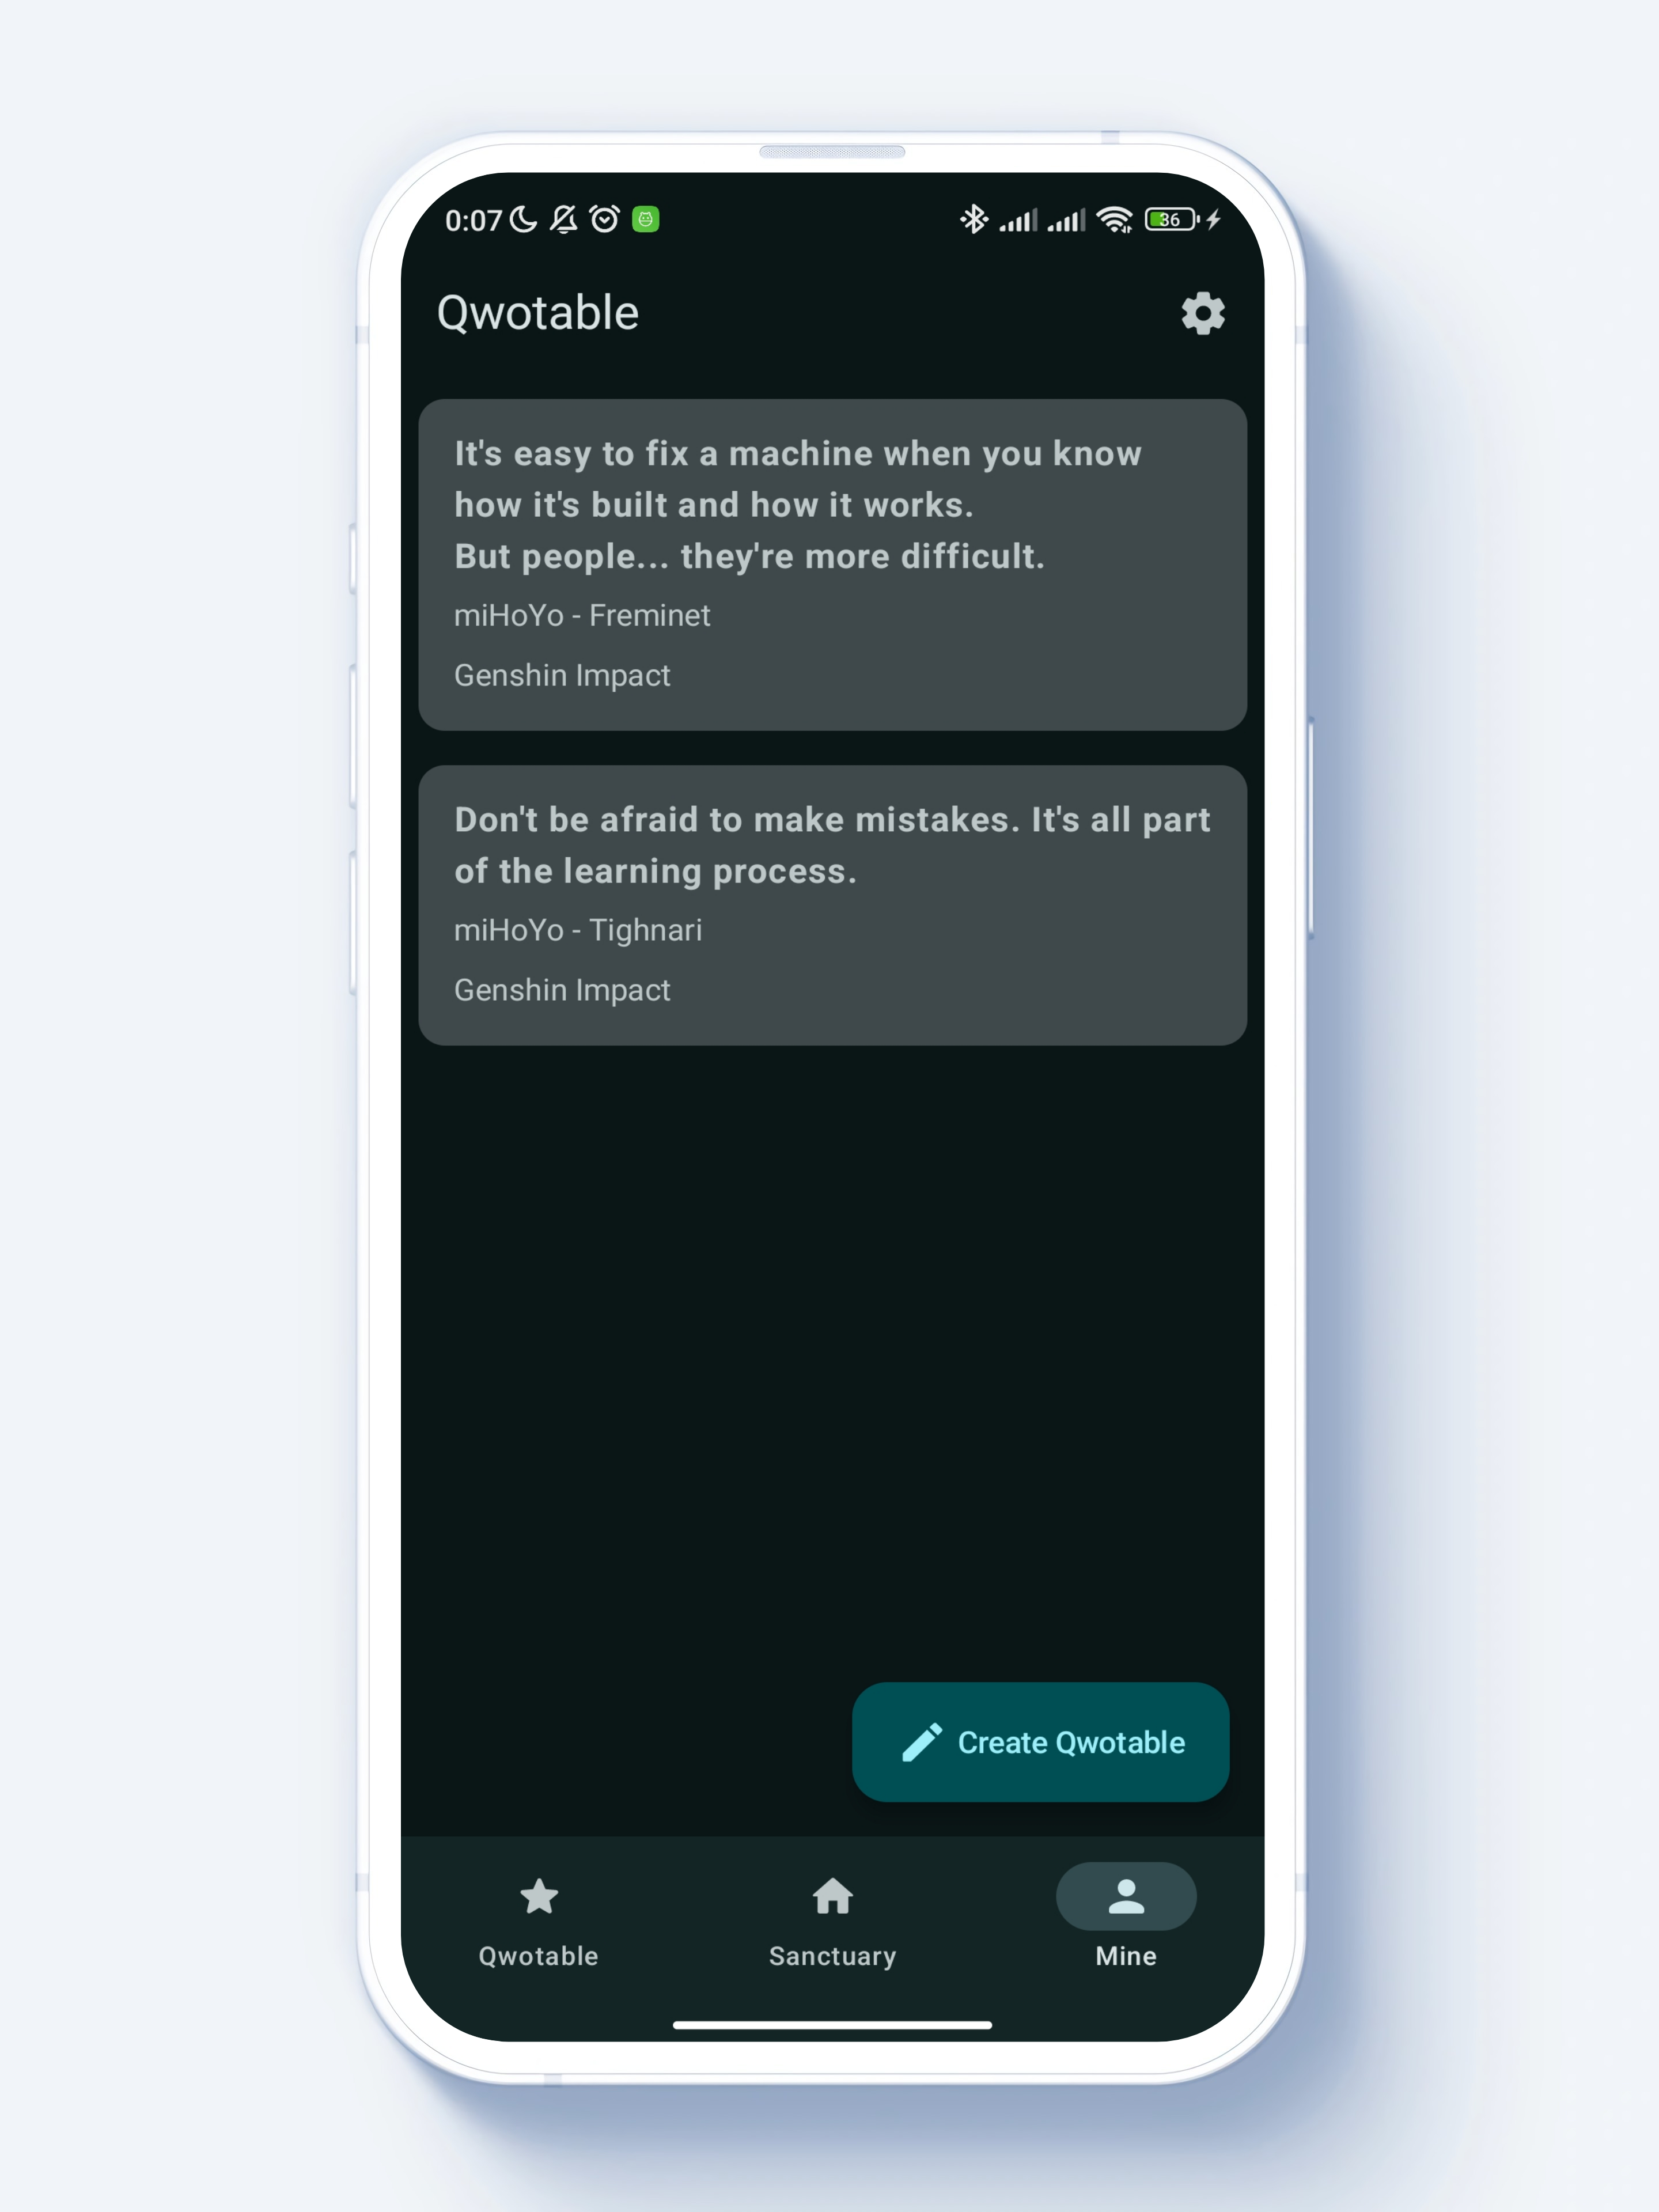 0:07
36
Qwotable
It's easy to fix a machine when you know
how it's built and how it works.
But people... they're more difficult.
miHoYo - Freminet
Genshin Impact
Don't be afraid to make mistakes. It's all part
of the learning process.
miHoYo - Tighnari
Genshin Impact
Create Qwotable
Qwotable
Sanctuary
Mine